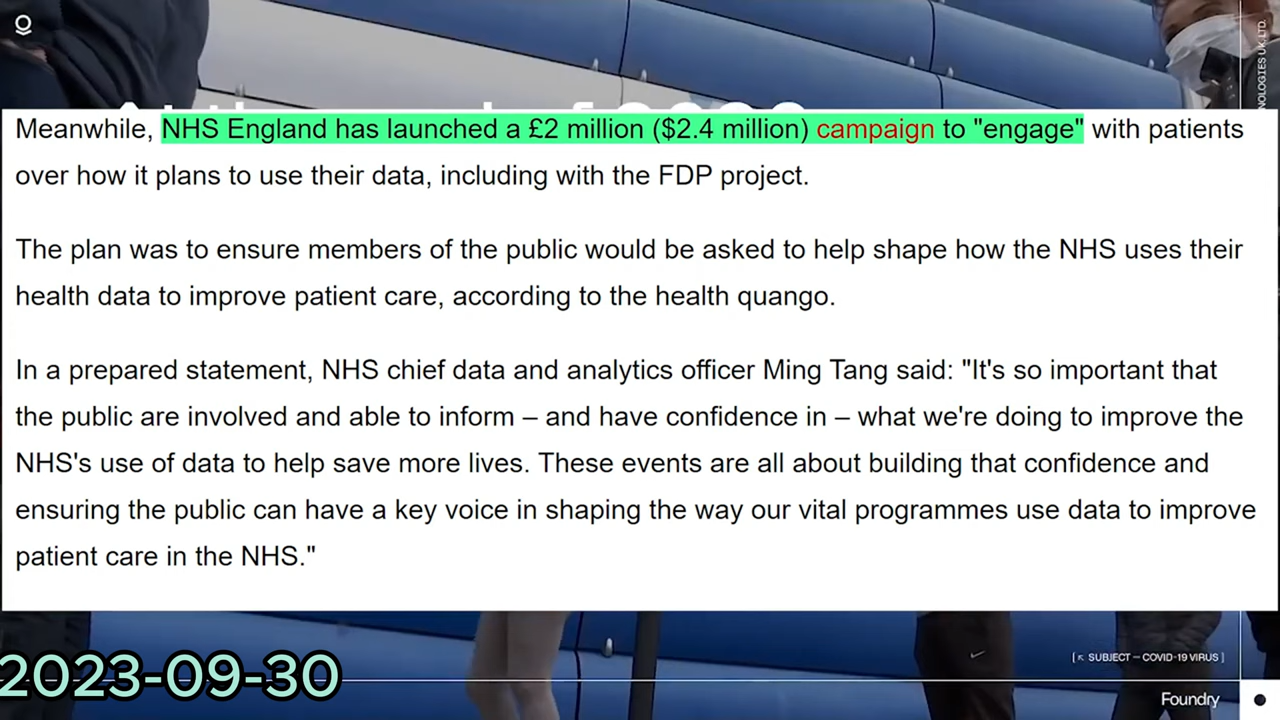 Meanwhile, NHS England has launched a £2 million ($2.4 million) campaign to "engage" with patients
over how it plans to use their data, including with the FDP project.
The plan was to ensure members of the public would be asked to help shape how the NHS uses their
health data to improve patient care, according to the health quango.
In a prepared statement, NHS chief data and analytics officer Ming Tang said: "It's so important that
the public are involved and able to inform – and have confidence in – what we're doing to improve the
NHS's use of data to help save more lives. These events are all about building that confidence and
ensuring the public can have a key voice in shaping the way our vital programmes use data to improve
patient care in the NHS."
2023-09-30
[ SUBJECT – COVID-19 VIRUS ]
Foundry
UK LTD.